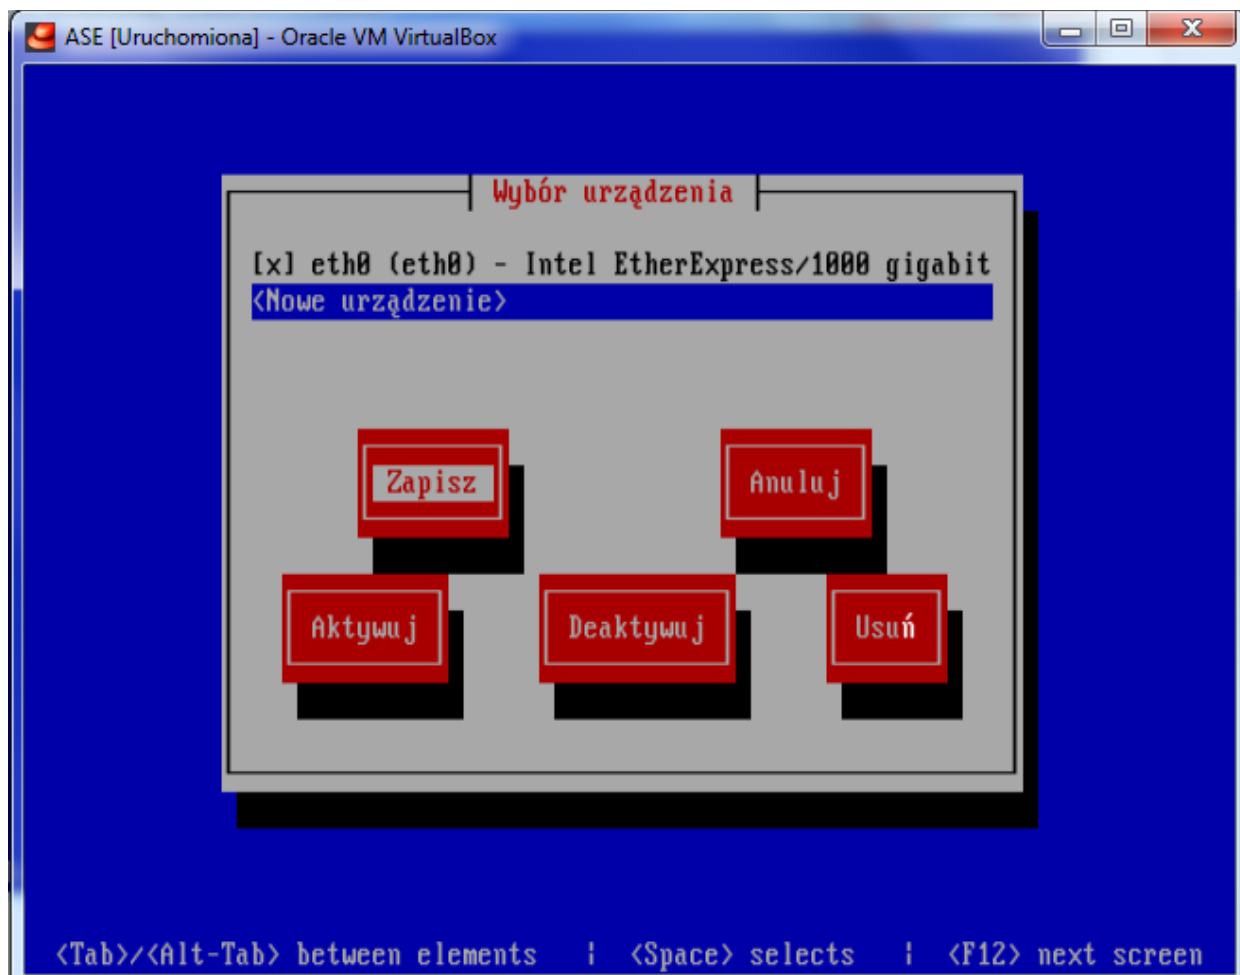 ASE [Uruchomiona] - Oracle VM VirtualBox
Wybór urządzenia
[x] eth0 (eth0) - Intel EtherExpress/1000 gigabit
<Nowe urządzenie>
Zapisz Anuluj
Aktywuj Deaktywuj Usuń
<Tab>/<Alt-Tab> between elements | <Space> selects | <F12> next screen